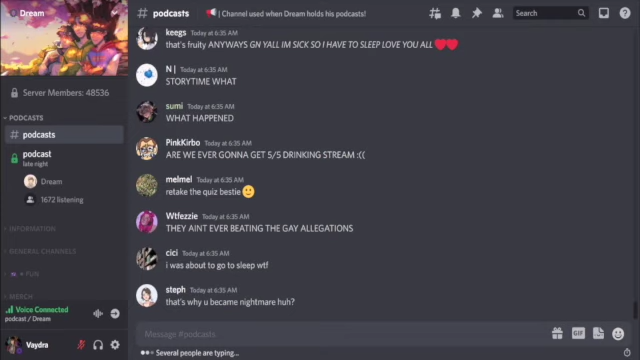 Dream
# podcasts | Channel used when Dream holds his podcasts!
Search
Server Members: 48536
PODCASTS
# podcasts
podcast
late night
Dream
1672 listening
INFORMATION
GENERAL CHANNELS
+ FUN
MERCH
Voice Connected
podcast / Dream
Vaydra
keegs Today at 6:35 AM
that's fruity ANYWAYS GN YALL IM SICK SO I HAVE TO SLEEP LOVE YOU ALL ❤️❤️
N | Today at 6:35 AM
STORYTIME WHAT
sumi Today at 6:35 AM
WHAT HAPPENED
PinkKirbo Today at 6:35 AM
ARE WE EVER GONNA GET 5/5 DRINKING STREAM :((
melmel Today at 6:35 AM
retake the quiz bestie 🙂
Wtfezzie Today at 6:35 AM
THEY AINT EVER BEATING THE GAY ALLEGATIONS
cici Today at 6:35 AM
i was about to go to sleep wtf
steph Today at 6:35 AM
that's why u became nightmare huh?
Message #podcasts
GIF
Several people are typing...